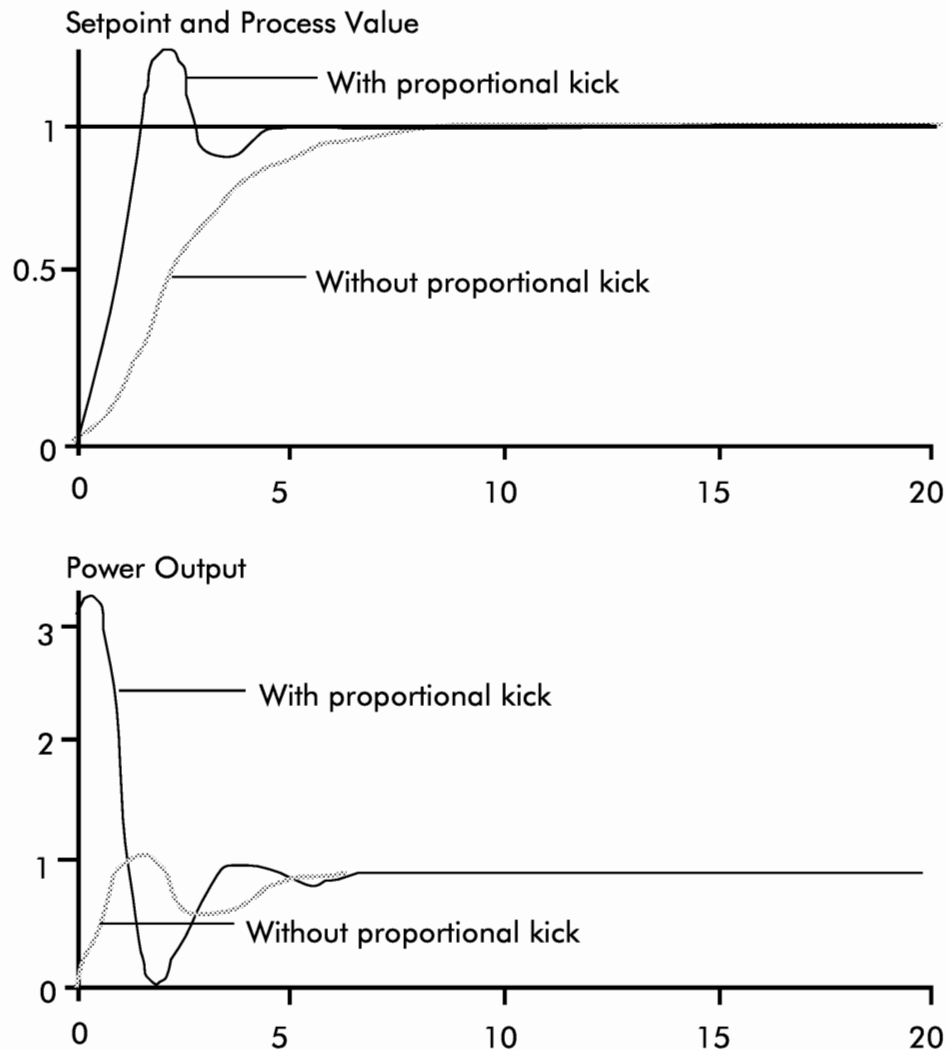 Setpoint and Process Value
With proportional kick
1
0.5
Without proportional kick
0
0 5 10 15 20
Power Output
3
With proportional kick
2
1
Without proportional kick
0
0 5 10 15 20